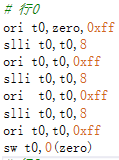 # 行0
ori t0,zero,0xff
slli t0,t0,8
ori t0,t0,0xff
slli t0,t0,8
ori  t0,t0,0xff
slli t0,t0,8
ori t0,t0,0xff
sw t0,0(zero)